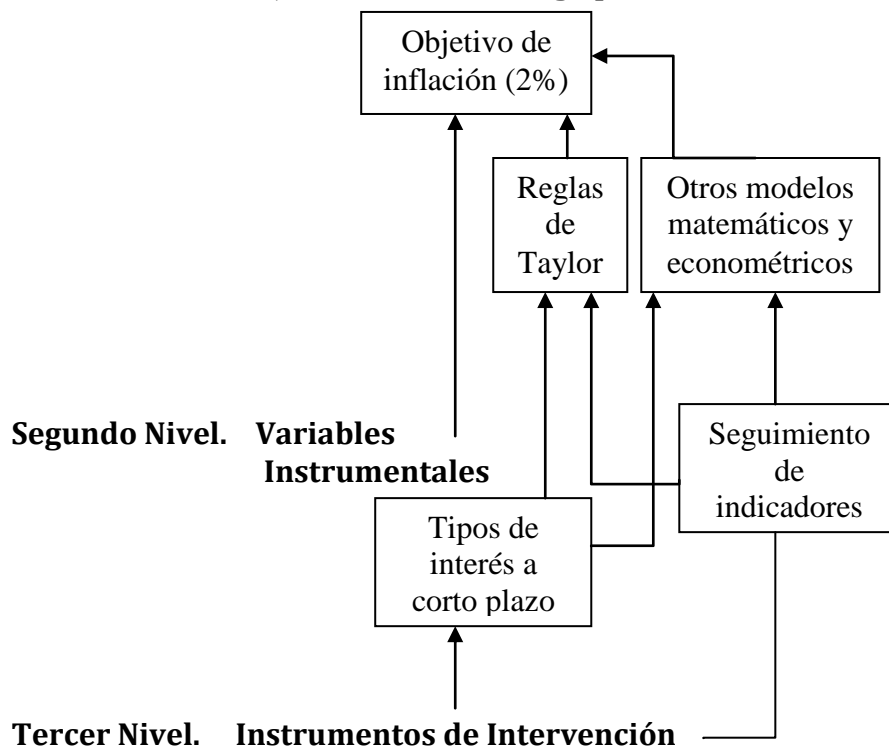 Objetivo de
inflación (2%)
Reglas
de
Taylor
Otros modelos
matemáticos y
econométricos
Segundo Nivel. Variables
Instrumentales
Seguimiento
de
indicadores
Tipos de
interés a
corto plazo
Tercer Nivel. Instrumentos de Intervención